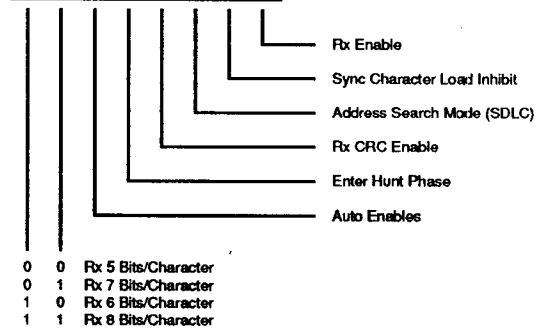 Rx Enable
Sync Character Load Inhibit
Address Search Mode (SDLC)
Rx CRC Enable
Enter Hunt Phase
Auto Enables
0 0 Rx 5 Bits/Character
0 1 Rx 7 Bits/Character
1 0 Rx 6 Bits/Character
1 1 Rx 8 Bits/Character